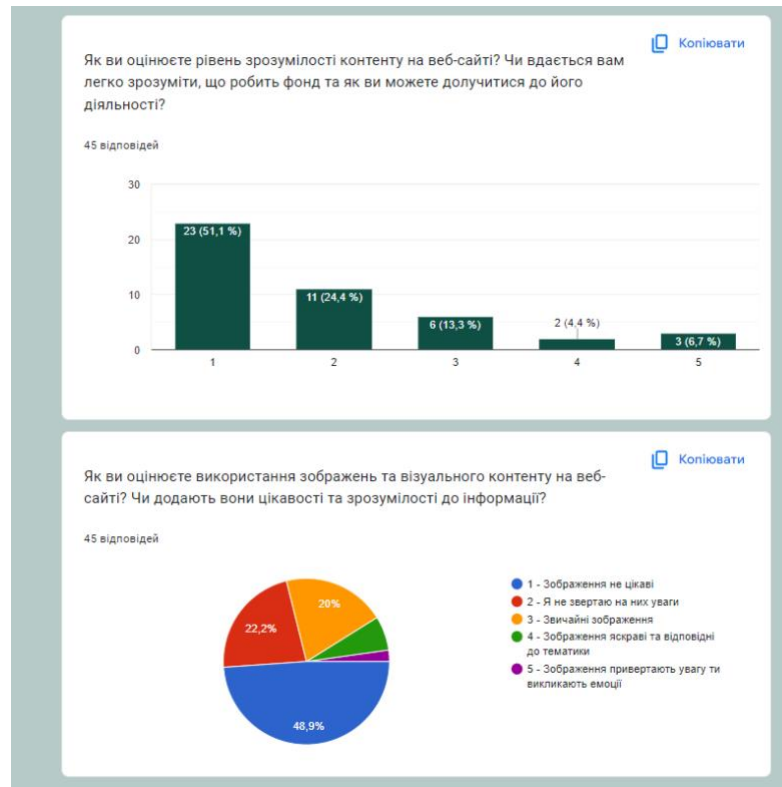 Копіювати
Як ви оцінюєте рівень зрозумілості контенту на веб-сайті? Чи вдається вам
легко зрозуміти, що робить фонд та як ви можете долучитися до його
діяльності?
45 відповідей
30
20
10
0
23 (51,1 %)
11 (24,4 %)
6 (13,3 %)
2 (4,4 %)
3 (6,7 %)
1
2
3
4
5
Копіювати
Як ви оцінюєте використання зображень та візуального контенту на веб-
сайті? Чи додають вони цікавості та зрозумілості до інформації?
45 відповідей
20%
22,2%
48,9%
1 - Зображення не цікаві
2 - Я не звертаю на них уваги
3 - Звичайні зображення
4 - Зображення яскраві та відповідні
до тематики
5 - Зображення привертають увагу ти
викликають емоції